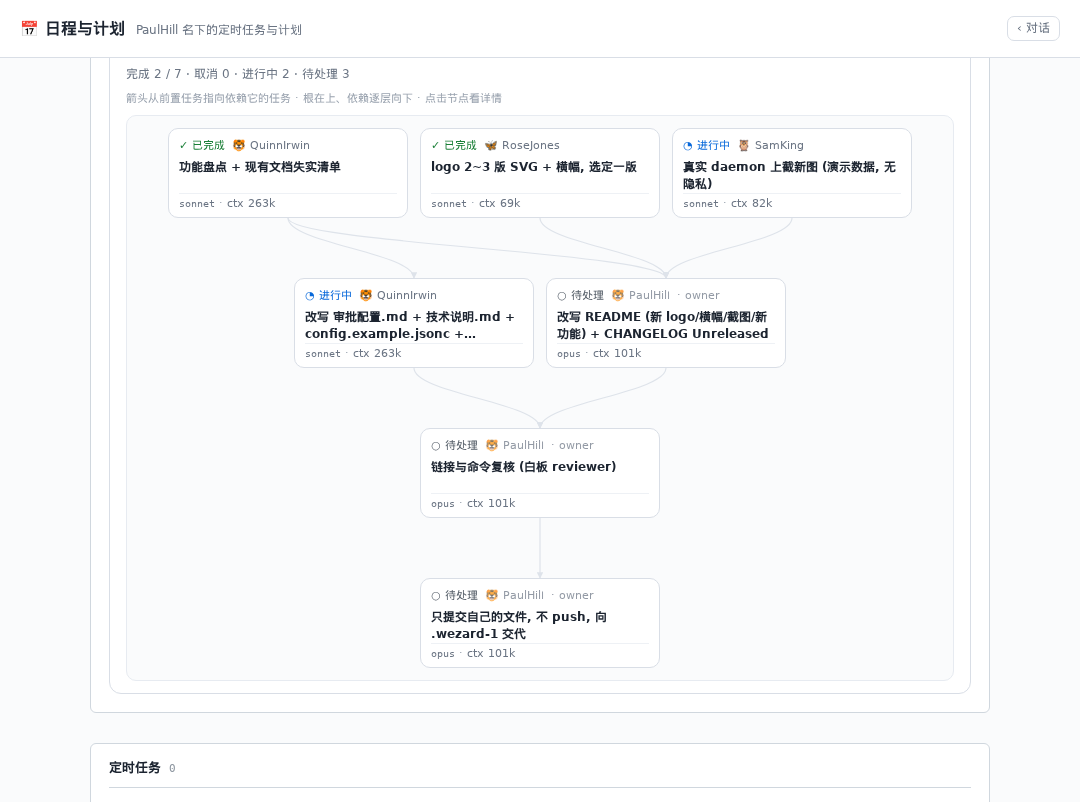 日程与计划 PaulHill 名下的定时任务与计划
‹ 对话
完成 2 / 7 · 取消 0 · 进行中 2 · 待处理 3
箭头从前置任务指向依赖它的任务 · 根在上、依赖逐层向下 · 点击节点看详情
✓ 已完成 QuinnIrwin
功能盘点 + 现有文档失实清单
sonnet · ctx 263k
✓ 已完成 RoseJones
logo 2~3 版 SVG + 横幅, 选定一版
sonnet · ctx 69k
进行中 SamKing
真实 daemon 上截新图 (演示数据, 无
隐私)
sonnet · ctx 82k
进行中 QuinnIrwin
改写 审批配置.md + 技术说明.md +
config.example.jsonc +…
sonnet · ctx 263k
待处理 PaulHill · owner
改写 README (新 logo/横幅/截图/新
功能) + CHANGELOG Unreleased
opus · ctx 101k
待处理 PaulHill · owner
链接与命令复核 (白板 reviewer)
opus · ctx 101k
待处理 PaulHill · owner
只提交自己的文件, 不 push, 向
.wezard-1 交代
opus · ctx 101k
定时任务 0